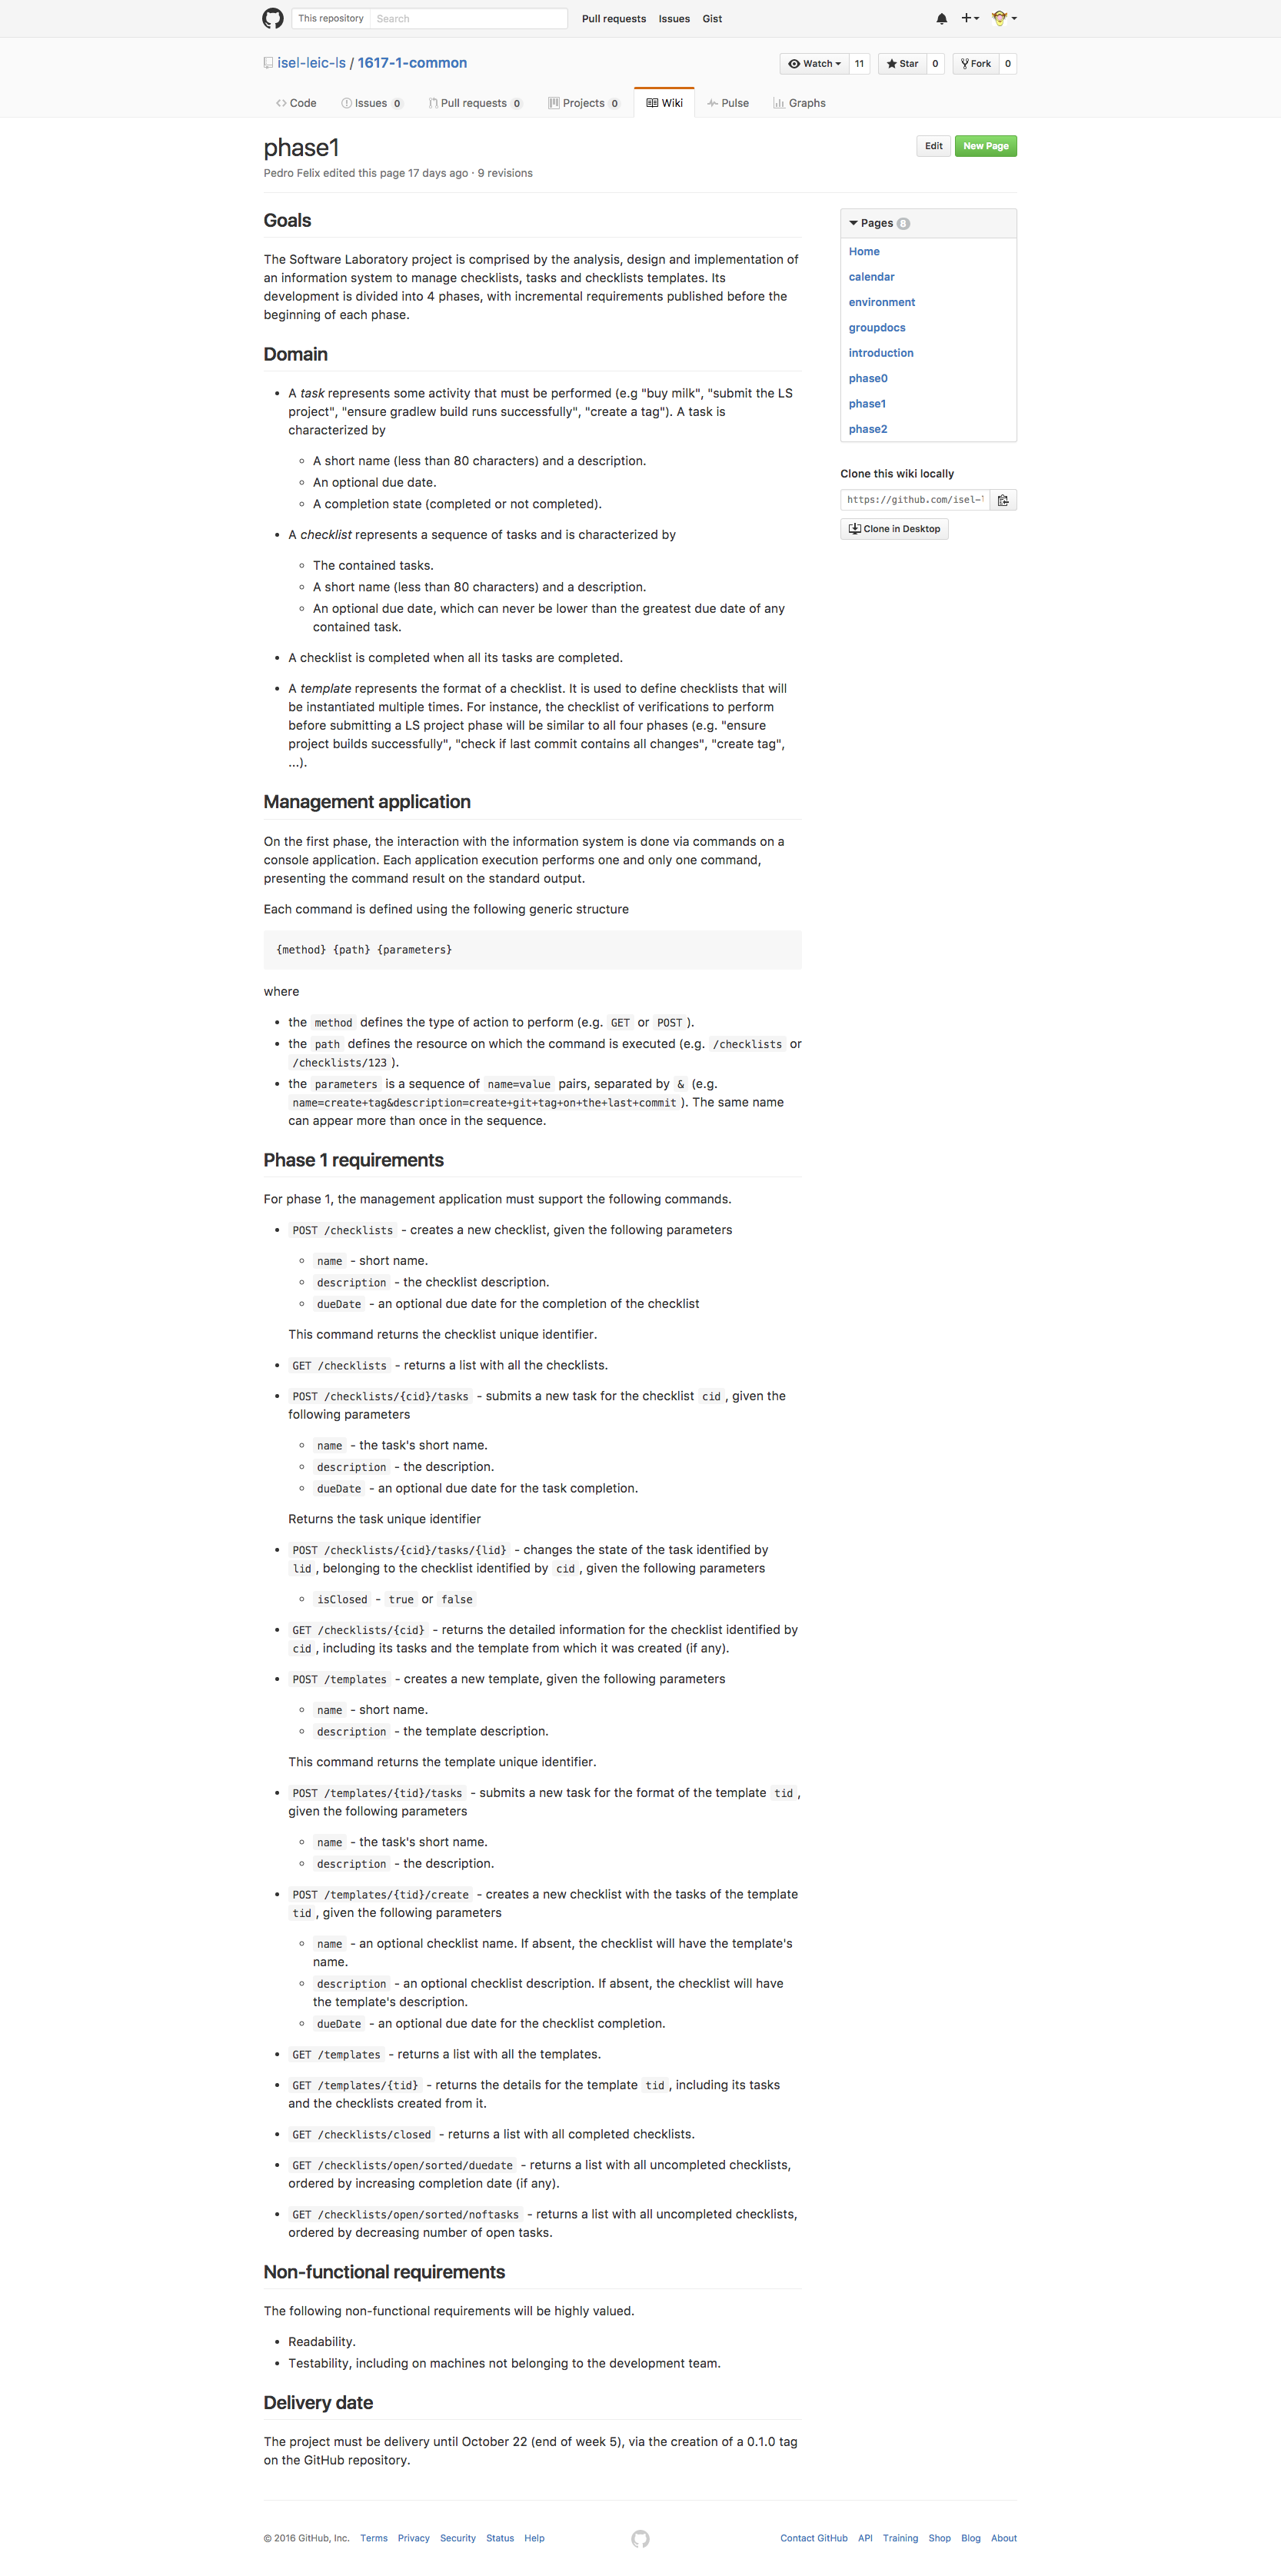 This repository Search Pull requests Issues Gist
isel-leic-ls / 1617-1-common Watch 11 Star 0 Fork 0
Code Issues 0 Pull requests 0 Projects 0 Wiki Pulse Graphs
phase1 Edit New Page
Pedro Felix edited this page 17 days ago · 9 revisions
Goals
The Software Laboratory project is comprised by the analysis, design and implementation of
an information system to manage checklists, tasks and checklists templates. Its
development is divided into 4 phases, with incremental requirements published before the
beginning of each phase.
Domain
• A task represents some activity that must be performed (e.g "buy milk", "submit the LS
project", "ensure gradlew build runs successfully", "create a tag"). A task is
characterized by
◦ A short name (less than 80 characters) and a description.
◦ An optional due date.
◦ A completion state (completed or not completed).
• A checklist represents a sequence of tasks and is characterized by
◦ The contained tasks.
◦ A short name (less than 80 characters) and a description.
◦ An optional due date, which can never be lower than the greatest due date of any
contained task.
• A checklist is completed when all its tasks are completed.
• A template represents the format of a checklist. It is used to define checklists that will
be instantiated multiple times. For instance, the checklist of verifications to perform
before submitting a LS project phase will be similar to all four phases (e.g. "ensure
project builds successfully", "check if last commit contains all changes", "create tag",
...).
Management application
On the first phase, the interaction with the information system is done via commands on a
console application. Each application execution performs one and only one command,
presenting the command result on the standard output.
Each command is defined using the following generic structure
{method} {path} {parameters}
where
• the method defines the type of action to perform (e.g. GET or POST ).
• the path defines the resource on which the command is executed (e.g. /checklists or
/checklists/123 ).
• the parameters is a sequence of name=value pairs, separated by & (e.g.
name=create+tag&description=create+git+tag+on+the+last+commit ). The same name
can appear more than once in the sequence.
Phase 1 requirements
For phase 1, the management application must support the following commands.
• POST /checklists - creates a new checklist, given the following parameters
◦ name - short name.
◦ description - the checklist description.
◦ dueDate - an optional due date for the completion of the checklist
This command returns the checklist unique identifier.
• GET /checklists - returns a list with all the checklists.
• POST /checklists/{cid}/tasks - submits a new task for the checklist cid , given the
following parameters
◦ name - the task's short name.
◦ description - the description.
◦ dueDate - an optional due date for the task completion.
Returns the task unique identifier
• POST /checklists/{cid}/tasks/{lid} - changes the state of the task identified by
lid , belonging to the checklist identified by cid , given the following parameters
◦ isClosed - true or false
• GET /checklists/{cid} - returns the detailed information for the checklist identified by
cid , including its tasks and the template from which it was created (if any).
• POST /templates - creates a new template, given the following parameters
◦ name - short name.
◦ description - the template description.
This command returns the template unique identifier.
• POST /templates/{tid}/tasks - submits a new task for the format of the template tid ,
given the following parameters
◦ name - the task's short name.
◦ description - the description.
• POST /templates/{tid}/create - creates a new checklist with the tasks of the template
tid , given the following parameters
◦ name - an optional checklist name. If absent, the checklist will have the template's
name.
◦ description - an optional checklist description. If absent, the checklist will have
the template's description.
◦ dueDate - an optional due date for the checklist completion.
• GET /templates - returns a list with all the templates.
• GET /templates/{tid} - returns the details for the template tid , including its tasks
and the checklists created from it.
• GET /checklists/closed - returns a list with all completed checklists.
• GET /checklists/open/sorted/duedate - returns a list with all uncompleted checklists,
ordered by increasing completion date (if any).
• GET /checklists/open/sorted/noftasks - returns a list with all uncompleted checklists,
ordered by decreasing number of open tasks.
Non-functional requirements
The following non-functional requirements will be highly valued.
• Readability.
• Testability, including on machines not belonging to the development team.
Delivery date
The project must be delivery until October 22 (end of week 5), via the creation of a 0.1.0 tag
on the GitHub repository.
Pages 8
Home
calendar
environment
groupdocs
introduction
phase0
phase1
phase2
Clone this wiki locally
https://github.com/isel-
Clone in Desktop
© 2016 GitHub, Inc. Terms Privacy Security Status Help Contact GitHub API Training Shop Blog About